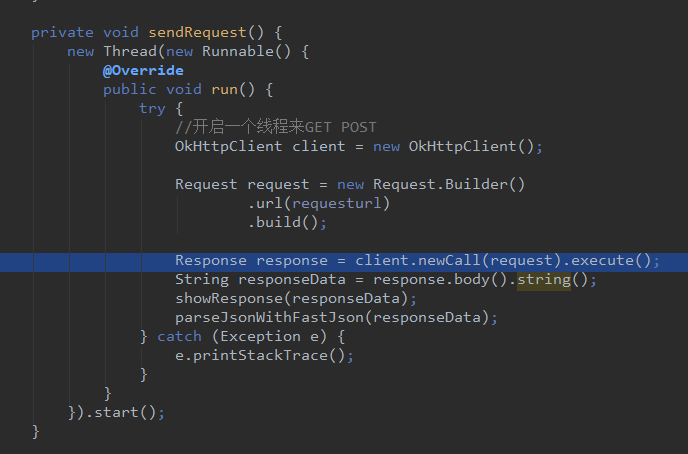 private void sendRequest() {
new Thread(new Runnable() {
@Override
public void run() {
try {
//开启一个线程来GET POST
OkHttpClient client = new OkHttpClient();
Request request = new Request.Builder()
.url(requesturl)
.build();
Response response = client.newCall(request).execute();
String responseData = response.body().string();
showResponse(responseData);
parseJsonWithFastJson(responseData);
} catch (Exception e) {
e.printStackTrace();
}
}
}).start();
}